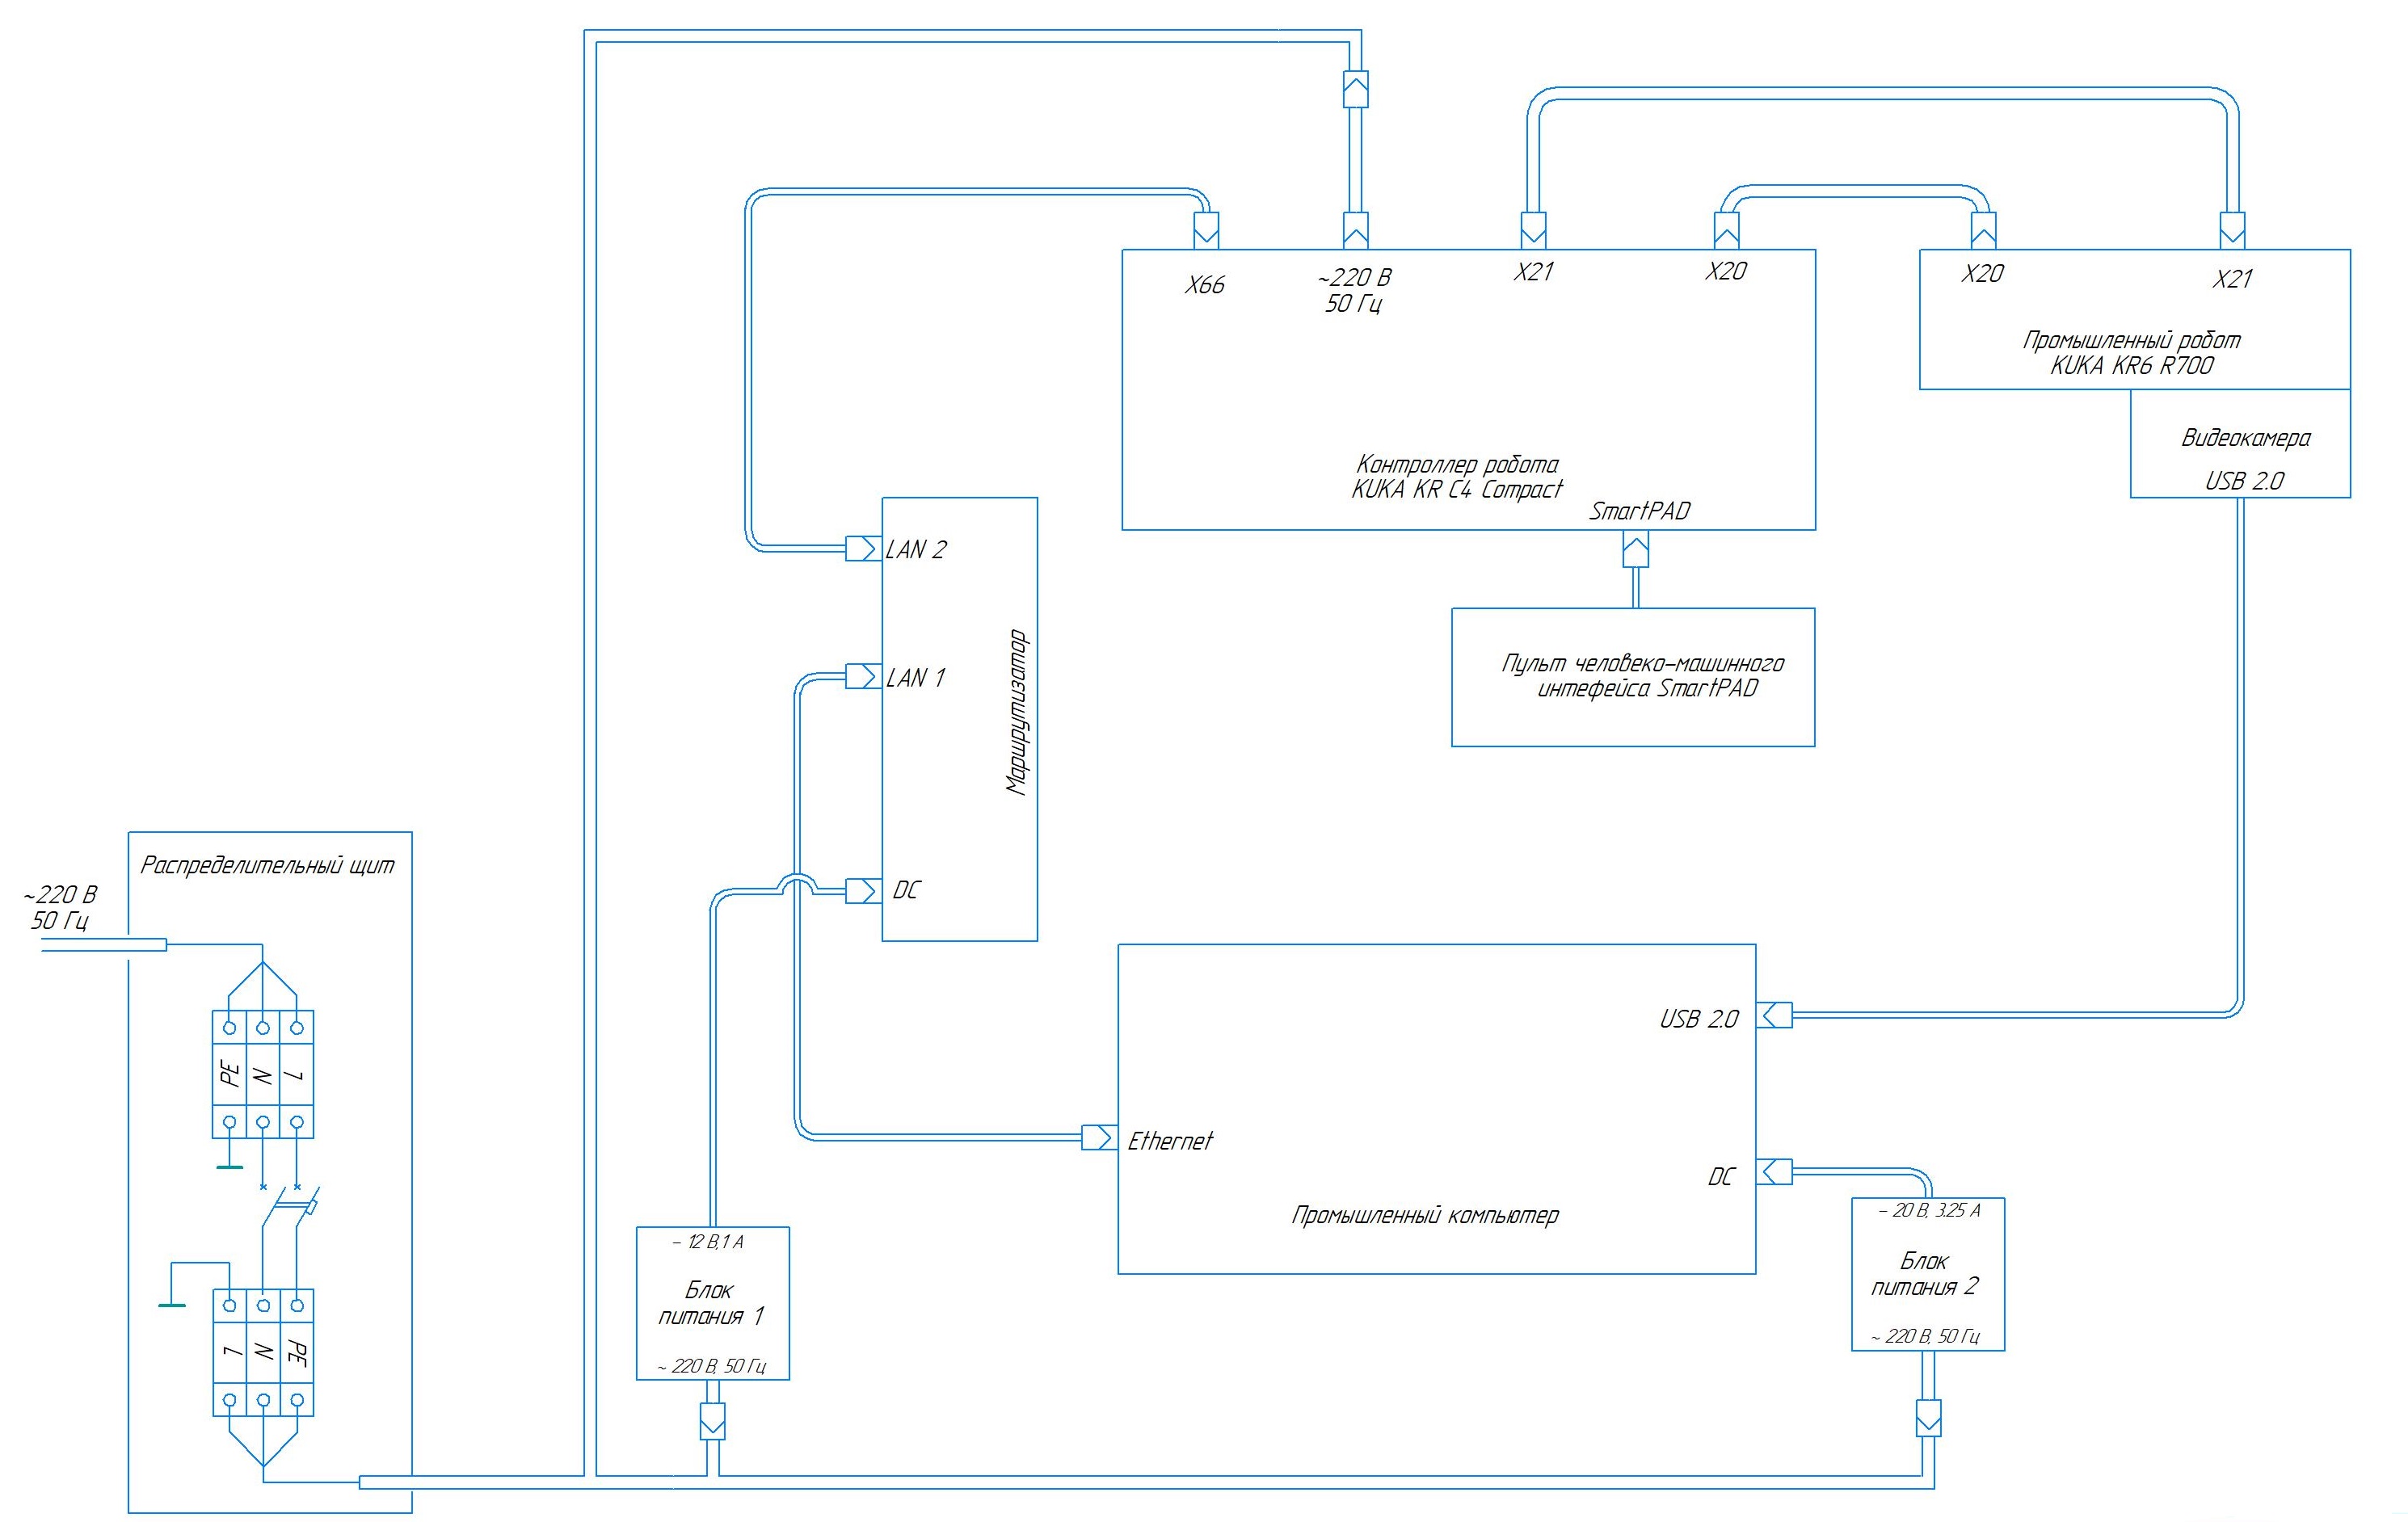 X66
~220 В
50 Гц
X21
X20
Контроллер робота
KUKA KR C4 Compact
SmartPAD
X20
X21
Промышленный робот
KUKA KR6 R700
Видеокамера
USB 2.0
Пульт человеко-машинного
интефейса SmartPAD
LAN 2
LAN 1
DC
Маршрутизатор
Распределительный щит
~220 В
50 Гц
PE
N
L
L
N
PE
USB 2.0
Ethernet
DC
Промышленный компьютер
- 12 В,1 А
Блок
питания 1
~ 220 В, 50 Гц
- 20 В, 3.25 А
Блок
питания 2
~ 220 В, 50 Гц